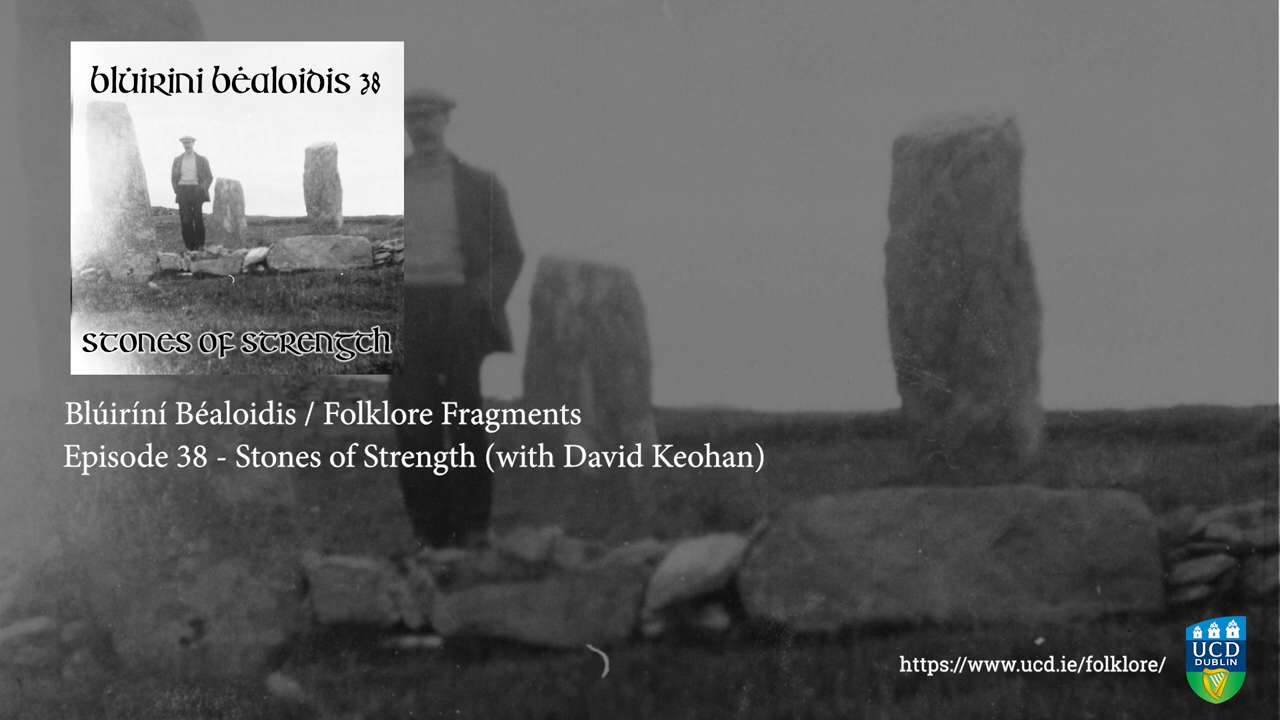 blúirini béaloidis 38
stones of strength
Blúiríní Béaloidis / Folklore Fragments
Episode 38 - Stones of Strength (with David Keohan)
https://www.ucd.ie/folklore/
UCD
DUBLIN